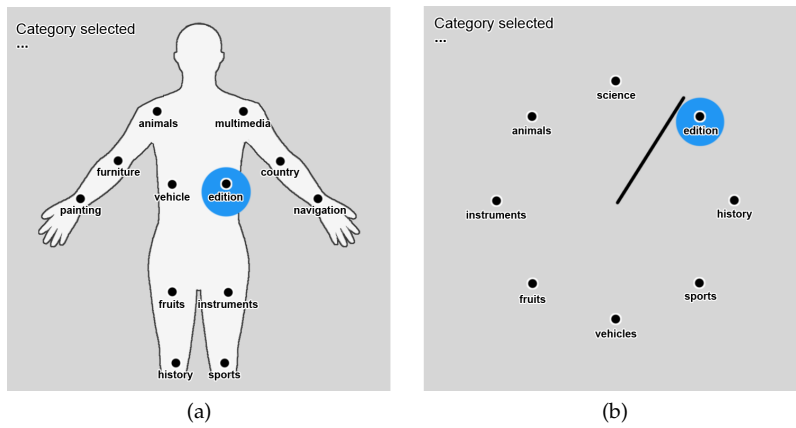 Category selected
...
animals
multimedia
furniture
country
vehicle
edition
painting
navigation
fruits
instruments
history
sports
(a)
Category selected
...
science
animals
edition
instruments
history
fruits
sports
vehicles
(b)